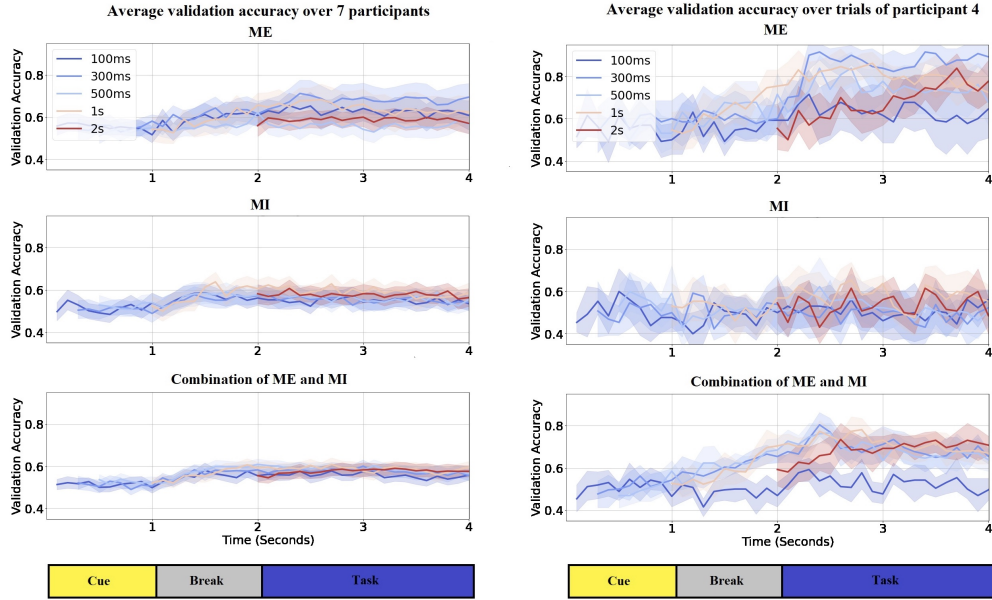 Average validation accuracy over 7 participants
ME
Validation Accuracy
0.8
0.6
0.4
100ms
300ms
500ms
1s
2s
1 2 3 4
MI
Validation Accuracy
0.8
0.6
0.4
1 2 3 4
Combination of ME and MI
Validation Accuracy
0.8
0.6
0.4
1 2 3 4
Time (Seconds)
Cue Break Task
Average validation accuracy over trials of participant 4
ME
Validation Accuracy
0.8
0.6
0.4
100ms
300ms
500ms
1s
2s
1 2 3 4
MI
Validation Accuracy
0.8
0.6
0.4
1 2 3 4
Combination of ME and MI
Validation Accuracy
0.8
0.6
0.4
1 2 3 4
Time (Seconds)
Cue Break Task